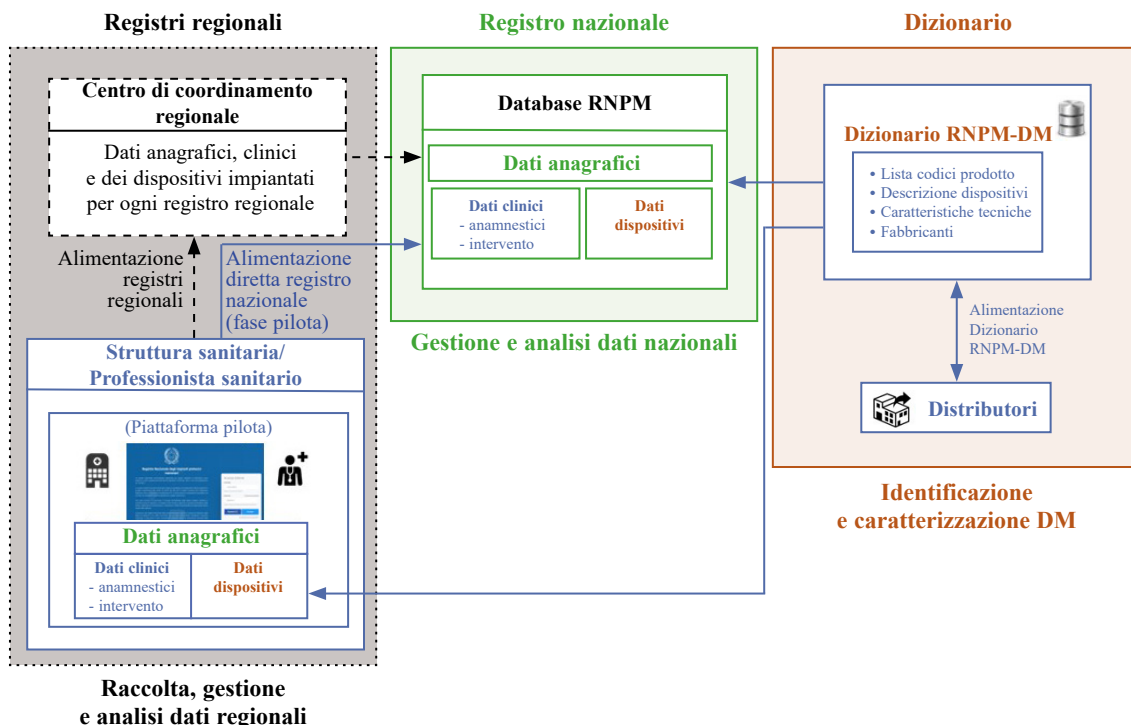 Registri regionali
Centro di coordinamento
regionale
Dati anagrafici, clinici
e dei dispositivi impiantati
per ogni registro regionale
Alimentazione
registri
regionali
Alimentazione
diretta registro
nazionale
(fase pilota)
Struttura sanitaria/
Professionista sanitario
(Piattaforma pilota)
Dati anagrafici
Dati clinici
- anamnestici
- intervento
Dati
dispositivi
Raccolta, gestione
e analisi dati regionali
Registro nazionale
Database RNPM
Dati anagrafici
Dati clinici
- anamnestici
- intervento
Dati
dispositivi
Gestione e analisi dati nazionali
Dizionario
Dizionario RNPM-DM
• Lista codici prodotto
• Descrizione dispositivi
• Caratteristiche tecniche
• Fabbricanti
Alimentazione
Dizionario
RNPM-DM
Distributori
Identificazione
e caratterizzazione DM